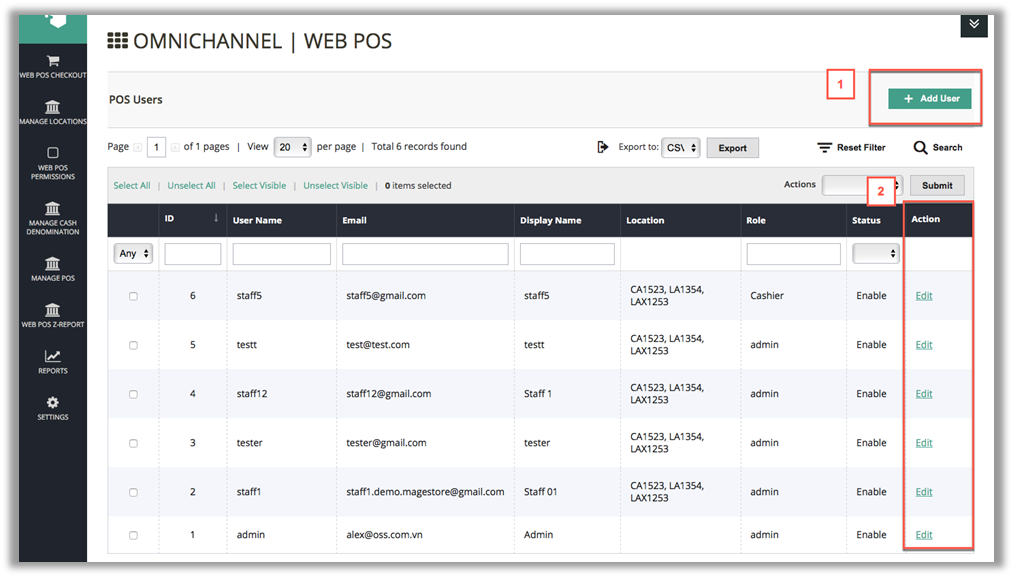 OMNICHANNEL | WEB POS
WEB POS CHECKOUT
MANAGE LOCATIONS
WEB POS
PERMISSIONS
MANAGE CASH
DENOMINATION
MANAGE POS
WEB POS Z-REPORT
REPORTS
SETTINGS
POS Users
1
+ Add User
Page 1 of 1 pages | View 20 per page | Total 6 records found
Export to: CSV Export Reset Filter Search
Select All | Unselect All | Select Visible | Unselect Visible | 0 items selected
Actions 2 Submit
ID ↓ User Name Email Display Name Location Role Status Action
Any
6 staff5 staff5@gmail.com staff5 CA1523, LA1354, Cashier Enable Edit
LAX1253
5 testt test@test.com testt CA1523, LA1354, admin Enable Edit
LAX1253
4 staff12 staff12@gmail.com Staff 1 CA1523, LA1354, admin Enable Edit
LAX1253
3 tester tester@gmail.com tester CA1523, LA1354, admin Enable Edit
LAX1253
2 staff1 staff1.demo.magestore@gmail.com Staff 01 CA1523, LA1354, admin Enable Edit
LAX1253
1 admin alex@oss.com.vn Admin admin Enable Edit